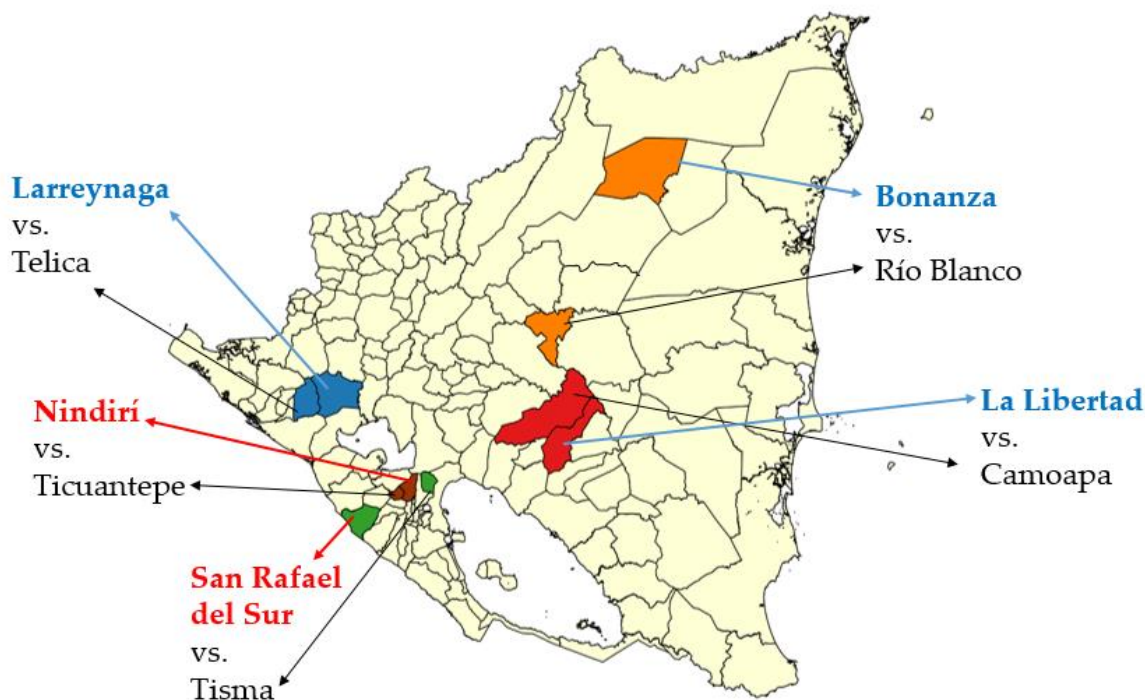 Larreynaga
vs.
Telica
Bonanza
vs.
Río Blanco
Nindirí
vs.
Ticuantepe
La Libertad
vs.
Camoapa
San Rafael
del Sur
vs.
Tisma